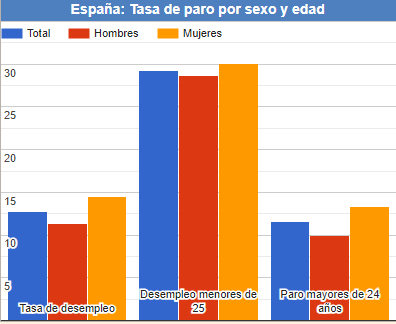 España: Tasa de paro por sexo y edad
Total Hombres Mujeres
30
25
20
15
10
5
Tasa de desempleo
Desempleo menores de
25
Paro mayores de 24
años